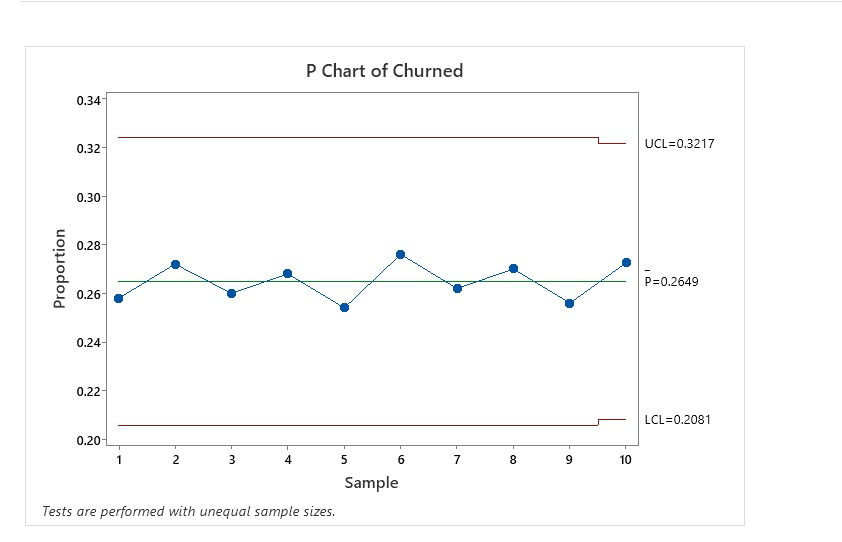 P Chart of Churned
0.34
0.32
0.30
0.28
0.26
0.24
0.22
0.20
Proportion
UCL=0.3217
P̅=0.2649
LCL=0.2081
1 2 3 4 5 6 7 8 9 10
Sample
Tests are performed with unequal sample sizes.